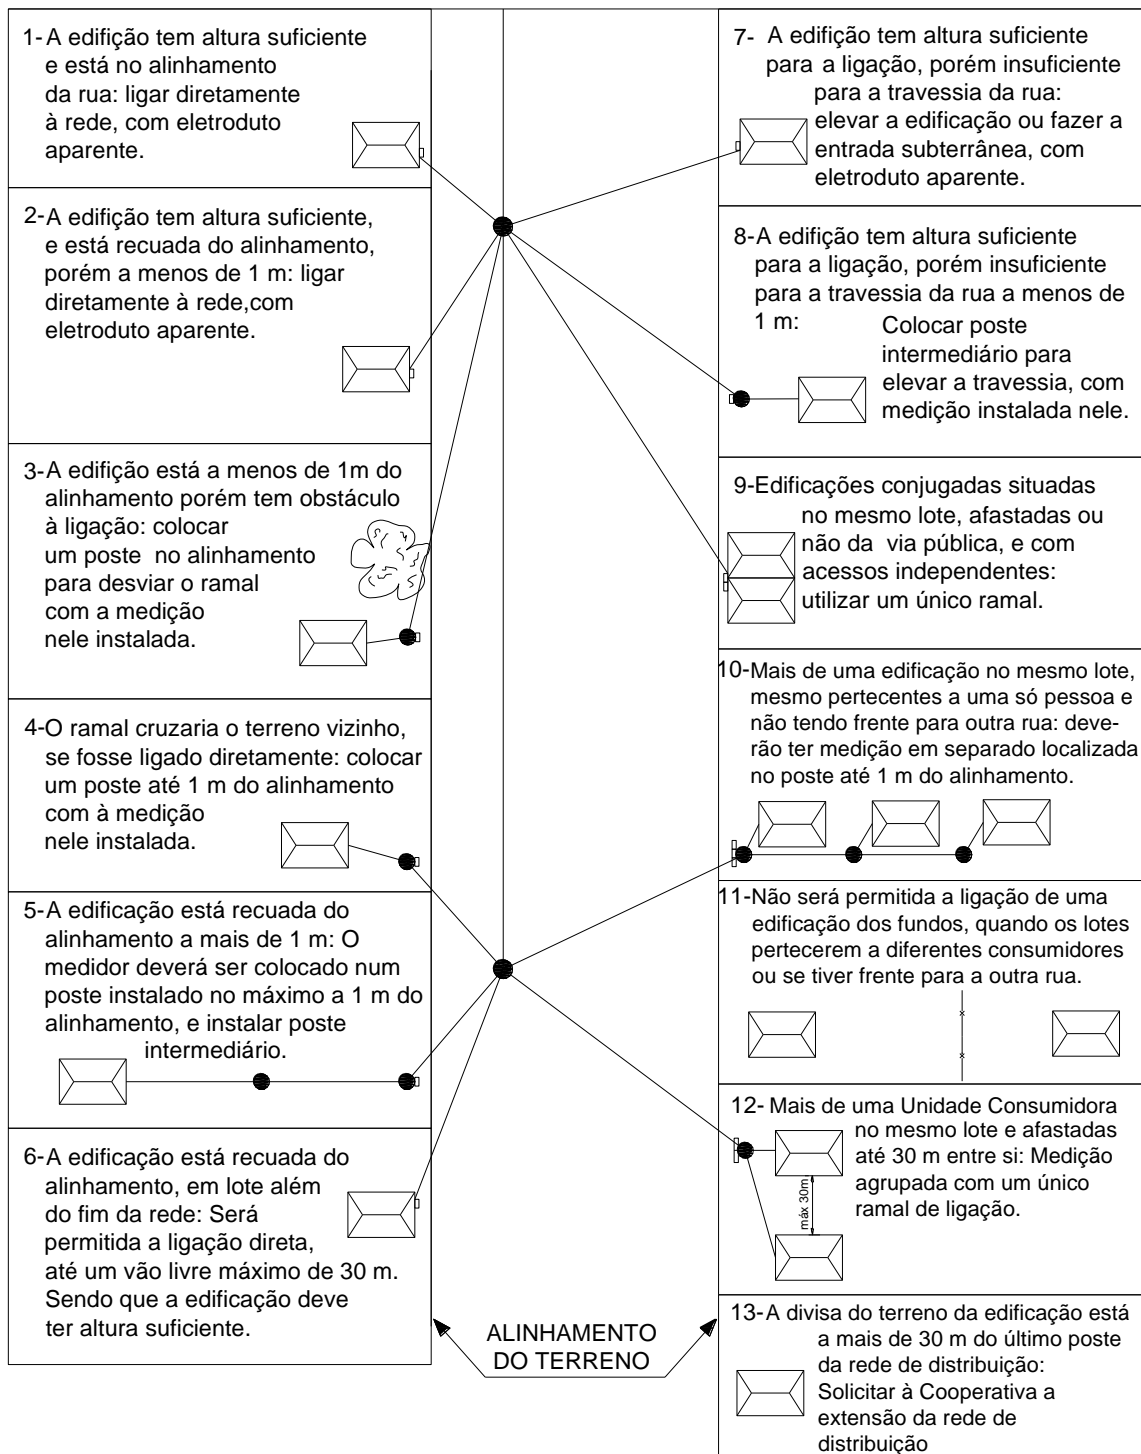 1- A edifição tem altura suficiente
e está no alinhamento
da rua: ligar diretamente
à rede, com eletroduto
aparente.
2-A edifição tem altura suficiente,
e está recuada do alinhamento,
porém a menos de 1 m: ligar
diretamente à rede,com
eletroduto aparente.
3-A edifição está a menos de 1m do
alinhamento porém tem obstáculo
à ligação: colocar
um poste no alinhamento
para desviar o ramal
com a medição
nele instalada.
4-O ramal cruzaria o terreno vizinho,
se fosse ligado diretamente: colocar
um poste até 1 m do alinhamento
com à medição
nele instalada.
5-A edificação está recuada do
alinhamento a mais de 1 m: O
medidor deverá ser colocado num
poste instalado no máximo a 1 m do
alinhamento, e instalar poste
intermediário.
6-A edificação está recuada do
alinhamento, em lote além
do fim da rede: Será
permitida a ligação direta,
até um vão livre máximo de 30 m.
Sendo que a edificação deve
ter altura suficiente.
ALINHAMENTO
DO TERRENO
7- A edifição tem altura suficiente
para a ligação, porém insuficiente
para a travessia da rua:
elevar a edificação ou fazer a
entrada subterrânea, com
eletroduto aparente.
8-A edifição tem altura suficiente
para a ligação, porém insuficiente
para a travessia da rua a menos de
1 m: Colocar poste
intermediário para
elevar a travessia, com
medição instalada nele.
9-Edificações conjugadas situadas
no mesmo lote, afastadas ou
não da via pública, e com
acessos independentes:
utilizar um único ramal.
10-Mais de uma edificação no mesmo lote,
mesmo pertecentes a uma só pessoa e
não tendo frente para outra rua: deve-
rão ter medição em separado localizada
no poste até 1 m do alinhamento.
11-Não será permitida a ligação de uma
edificação dos fundos, quando os lotes
pertecerem a diferentes consumidores
ou se tiver frente para a outra rua.
12- Mais de uma Unidade Consumidora
no mesmo lote e afastadas
até 30 m entre si: Medição
agrupada com um único
ramal de ligação.
máx 30m
13-A divisa do terreno da edificação está
a mais de 30 m do último poste
da rede de distribuição:
Solicitar à Cooperativa a
extensão da rede de
distribuição